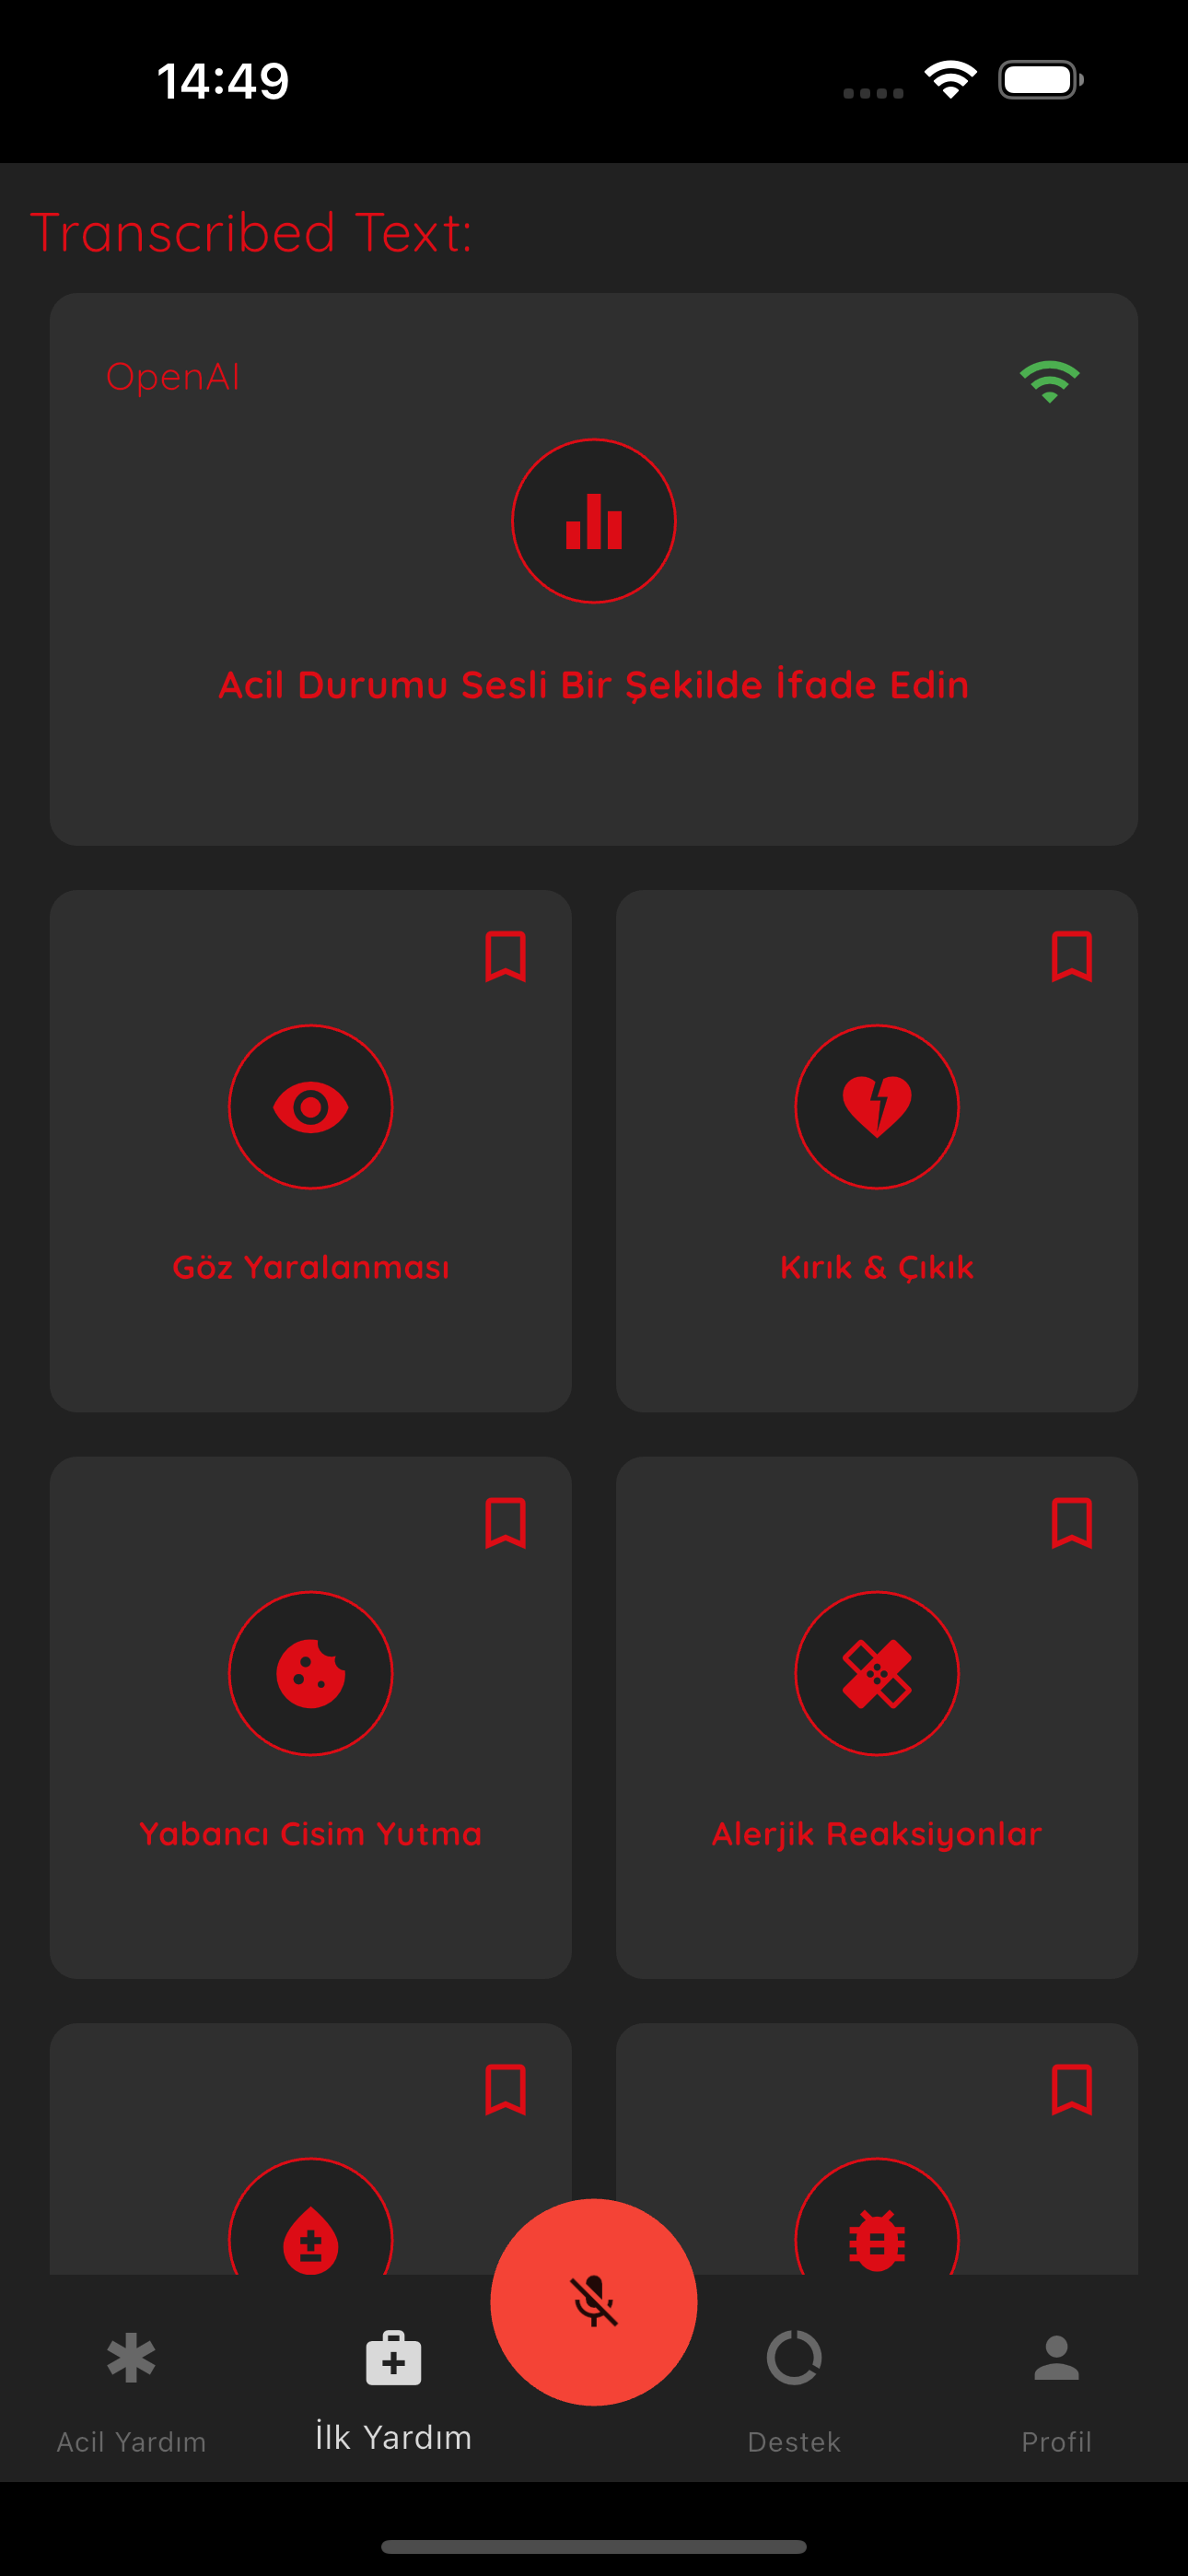 14:49
Transcribed Text:
OpenAI
Acil Durumu Sesli Bir Şekilde İfade Edin
Göz Yaralanması
Kırık & Çıkık
Yabancı Cisim Yutma
Alerjik Reaksiyonlar
Acil Yardım
İlk Yardım
Destek
Profil